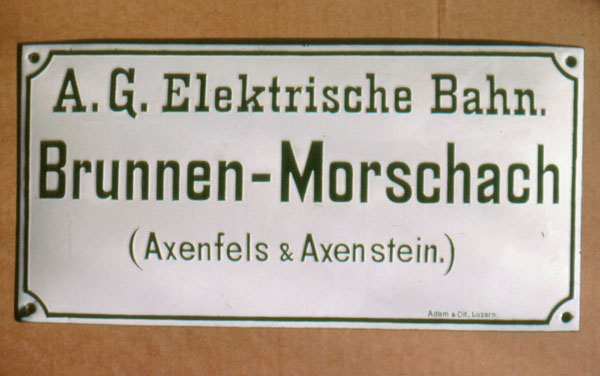 A.G. Elektrische Bahn.
Brunnen-Morschach
(Axenfels & Axenstein.)
Adam & Cie, Luzern.